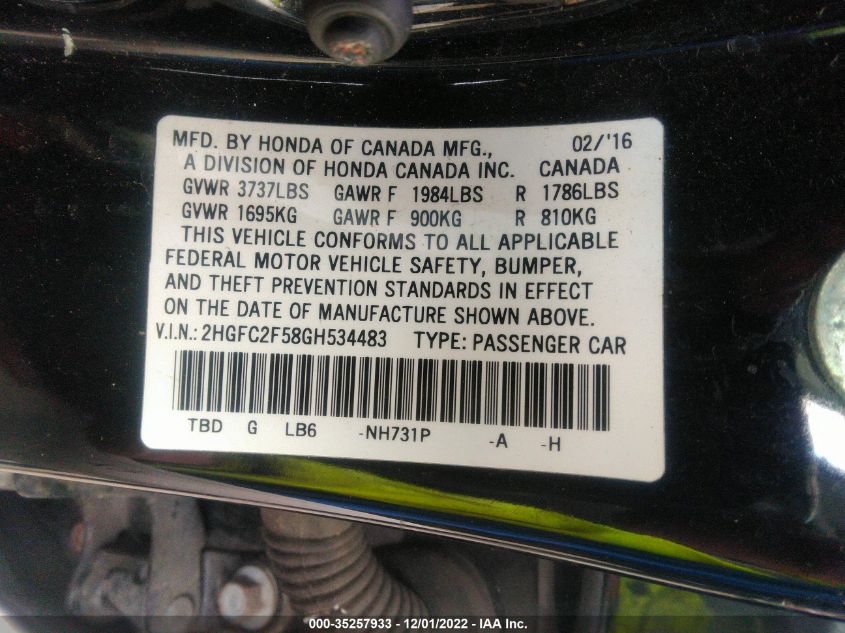 MFD. BY HONDA OF CANADA MFG., 02/'16
A DIVISION OF HONDA CANADA INC. CANADA
GVWR 3737LBS GAWR F 1984LBS R 1786LBS
GVWR 1695KG GAWR F 900KG R 810KG
THIS VEHICLE CONFORMS TO ALL APPLICABLE
FEDERAL MOTOR VEHICLE SAFETY, BUMPER,
AND THEFT PREVENTION STANDARDS IN EFFECT
ON THE DATE OF MANUFACTURE SHOWN ABOVE.
V.I.N.: 2HGFC2F58GH534483 TYPE: PASSENGER CAR
TBD G LB6 -NH731P -A -H
000-35257933 - 12/01/2022 - IAA Inc.